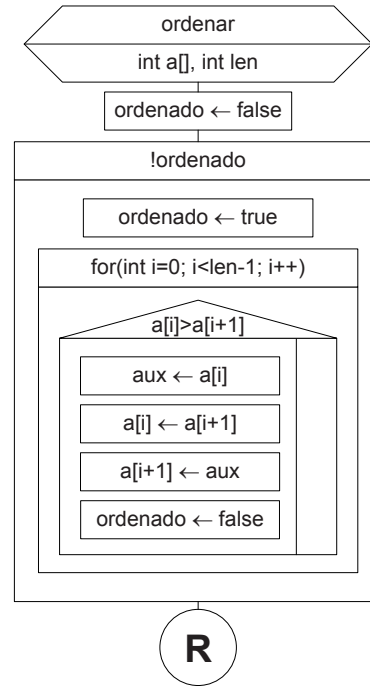 ordenar
int a[], int len
ordenado ← false
!ordenado
ordenado ← true
for(int i=0; i<len-1; i++)
a[i]>a[i+1]
aux ← a[i]
a[i] ← a[i+1]
a[i+1] ← aux
ordenado ← false
R